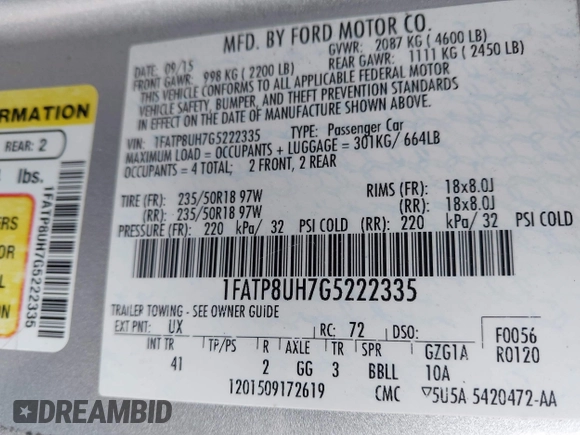 MFD. BY FORD MOTOR CO.
DATE: 09/15 GVWR: 2087 KG (4600 LB)
FRONT GAWR: 998 KG (2200 LB) REAR GAWR: 1111 KG (2450 LB)
THIS VEHICLE CONFORMS TO ALL APPLICABLE FEDERAL MOTOR
VEHICLE SAFETY, BUMPER, AND THEFT PREVENTION STANDARDS
IN EFFECT ON THE DATE OF MANUFACTURE SHOWN ABOVE.
VIN: 1FATP8UH7G5222335 TYPE: Passenger Car
MAXIMUM LOAD = OCCUPANTS + LUGGAGE = 301KG/ 664LB
OCCUPANTS = 4 TOTAL; 2 FRONT, 2 REAR
TIRE (FR): 235/50R18 97W RIMS (FR): 18x8.0J
(RR): 235/50R18 97W (RR): 18x8.0J
PRESSURE (FR): 220 kPa/ 32 PSI COLD (RR): 220 kPa/ 32 PSI COLD
1FATP8UH7G5222335
TRAILER TOWING - SEE OWNER GUIDE
EXT PNT: UX RC: 72 DSO: F0056
INT TR TP/PS R AXLE TR SPR GZG1A R0120
41 2 GG 3 BBLL 10A
1201509172619 CMC 5U5A 5420472-AA
RMATION
REAR: 2
lbs.
1FATP8UH7G5222335
DREAMBID